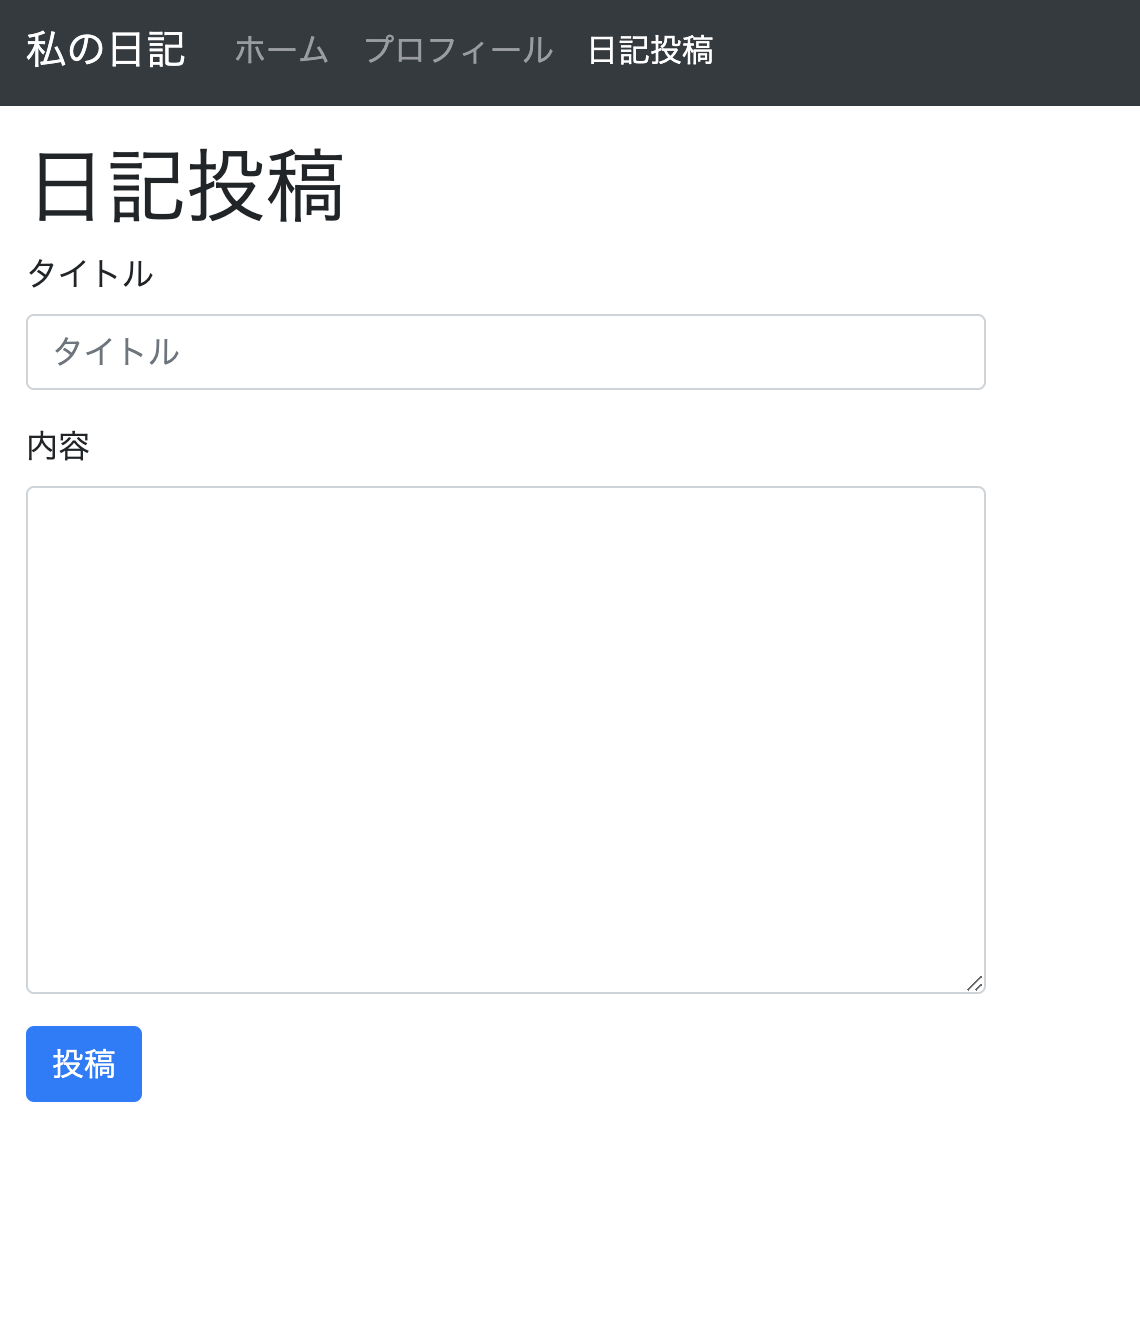 私の日記 ホーム プロフィール 日記投稿
日記投稿
タイトル
タイトル
内容
投稿